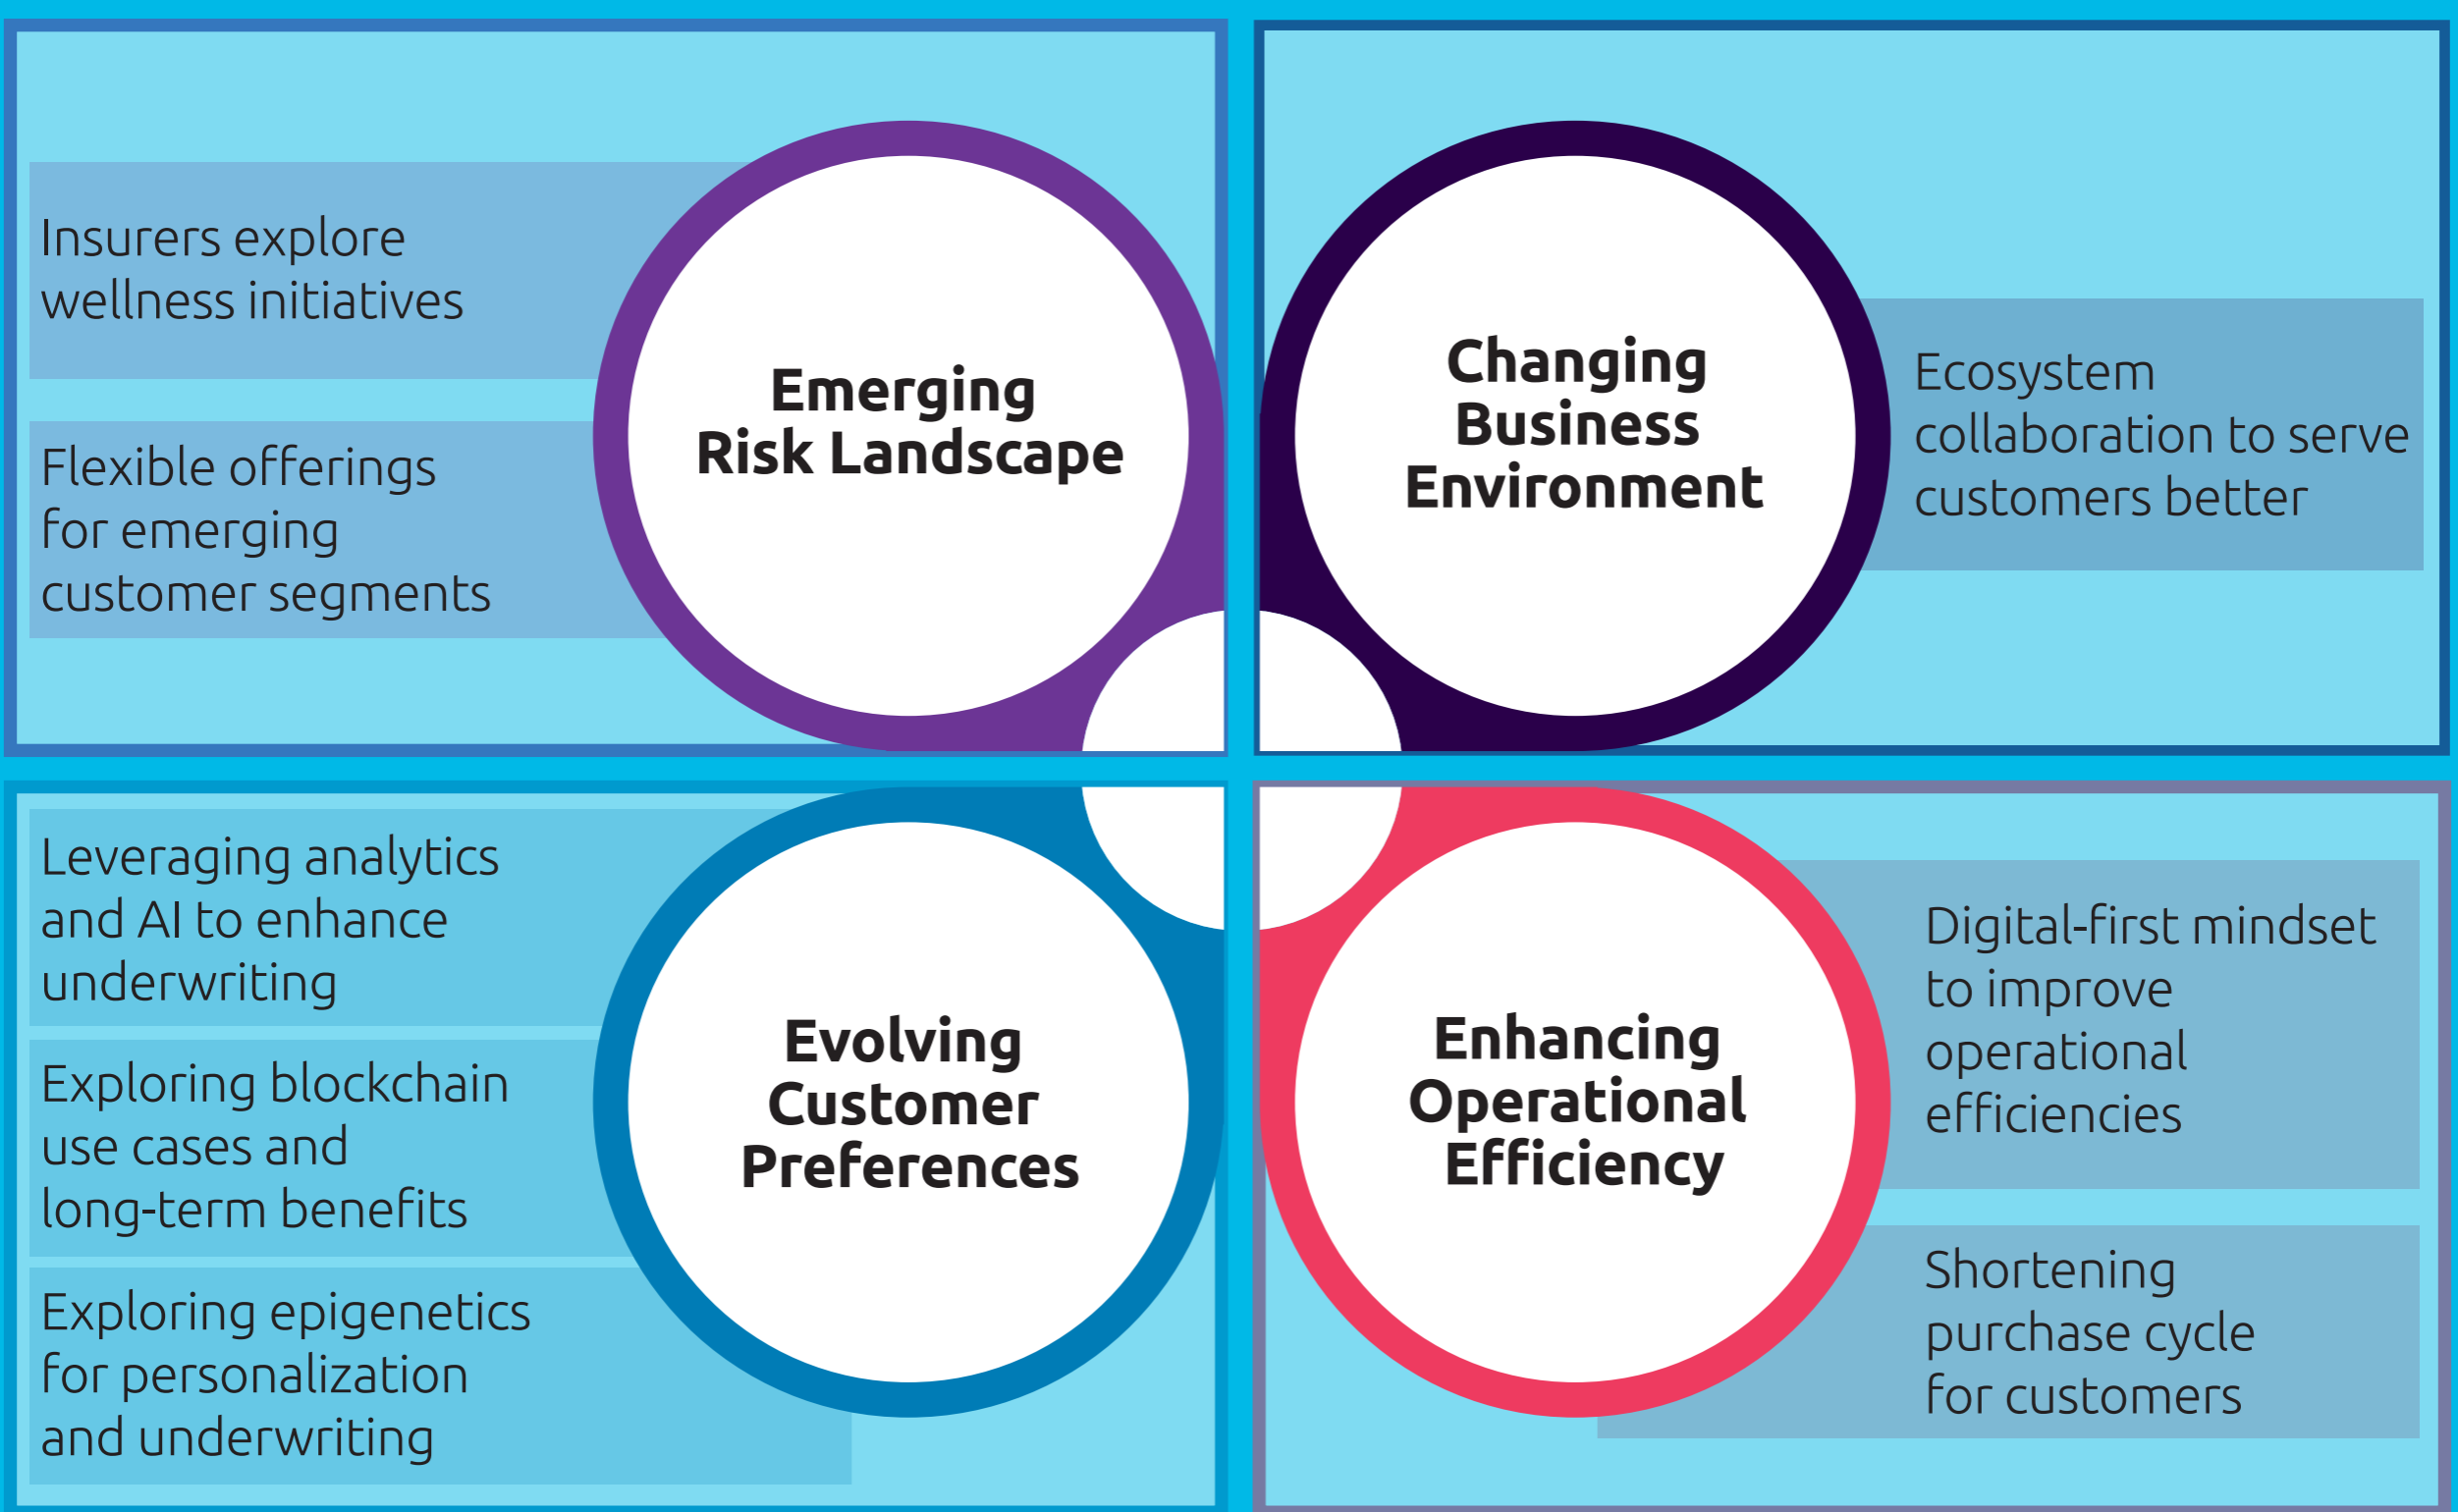 Insurers explore
wellness initiatives
Flexible offerings
for emerging
customer segments
Emerging
Risk Landscape
Changing
Business
Environment
Ecosystem
collaboration to serve
customers better
Leveraging analytics
and AI to enhance
underwriting
Exploring blockchain
use cases and
long-term benefits
Exploring epigenetics
for personalization
and underwriting
Evolving
Customer
Preferences
Enhancing
Operational
Efficiency
Digital-first mindset
to improve
operational
efficiencies
Shortening
purchase cycle
for customers